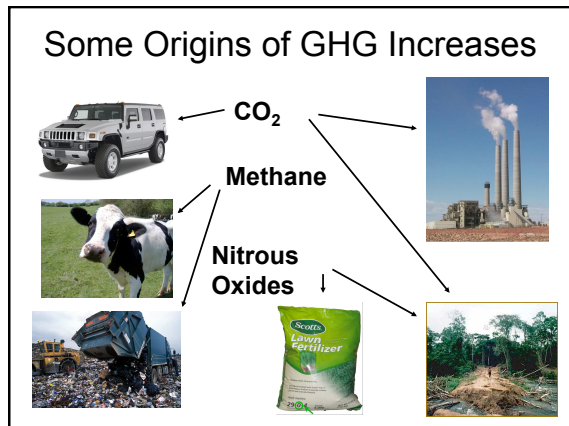 Some Origins of GHG Increases
CO₂
Methane
Nitrous
Oxides
Scotts
Lawn
Fertilizer